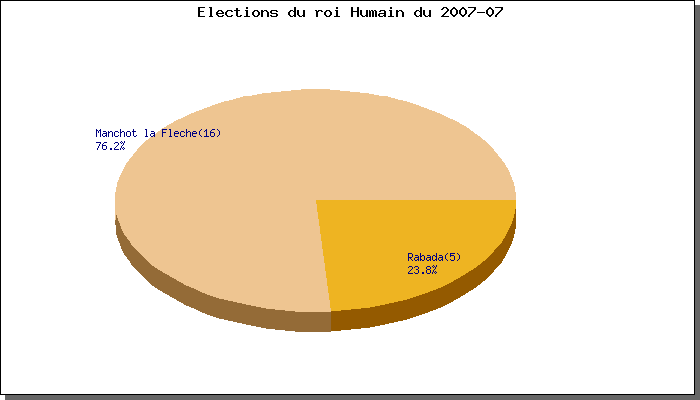 Elections du roi Humain du 2007-07
Manchot la Fleche(16)
76.2%
Rabada(5)
23.8%